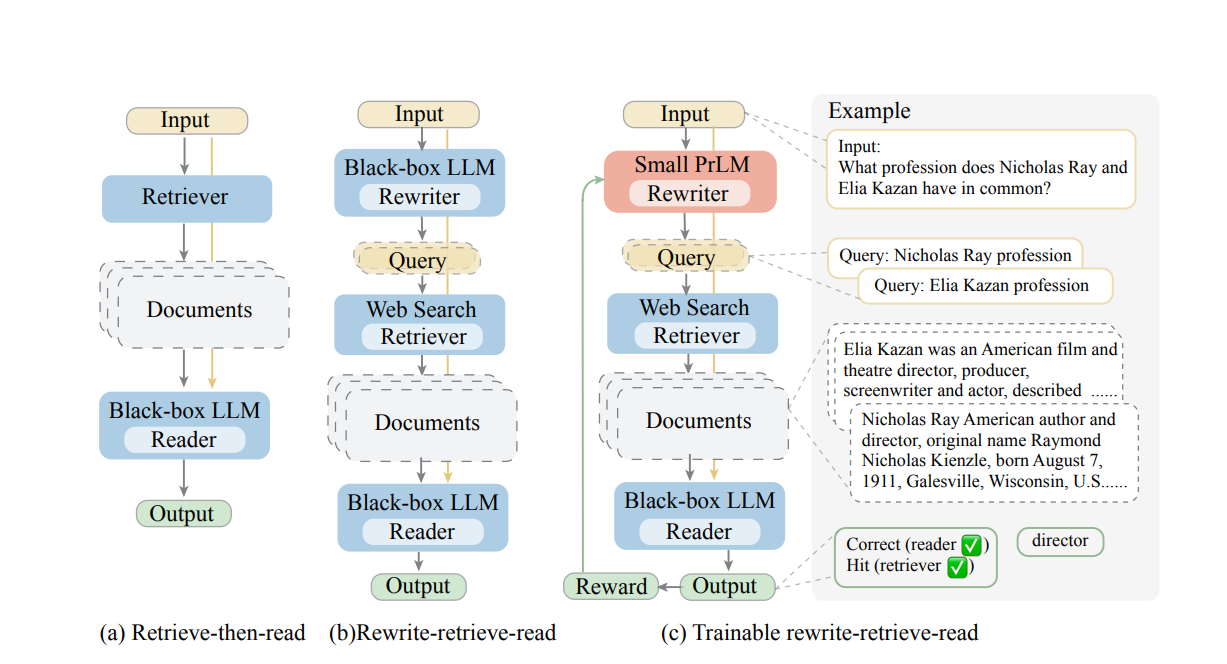 Input
Retriever
Documents
Black-box LLM
Reader
Output
(a) Retrieve-then-read
Input
Black-box LLM
Rewriter
Query
Web Search
Retriever
Documents
Black-box LLM
Reader
Output
(b)Rewrite-retrieve-read
Input
Small PrLM
Rewriter
Query
Web Search
Retriever
Documents
Black-box LLM
Reader
Reward
Output
(c) Trainable rewrite-retrieve-read
Example
Input:
What profession does Nicholas Ray and
Elia Kazan have in common?
Query: Nicholas Ray profession
Query: Elia Kazan profession
Elia Kazan was an American film and
theatre director, producer,
screenwriter and actor, described ......
Nicholas Ray American author and
director, original name Raymond
Nicholas Kienzle, born August 7,
1911, Galesville, Wisconsin, U.S......
Correct (reader ✅)
Hit (retriever ✅)
director